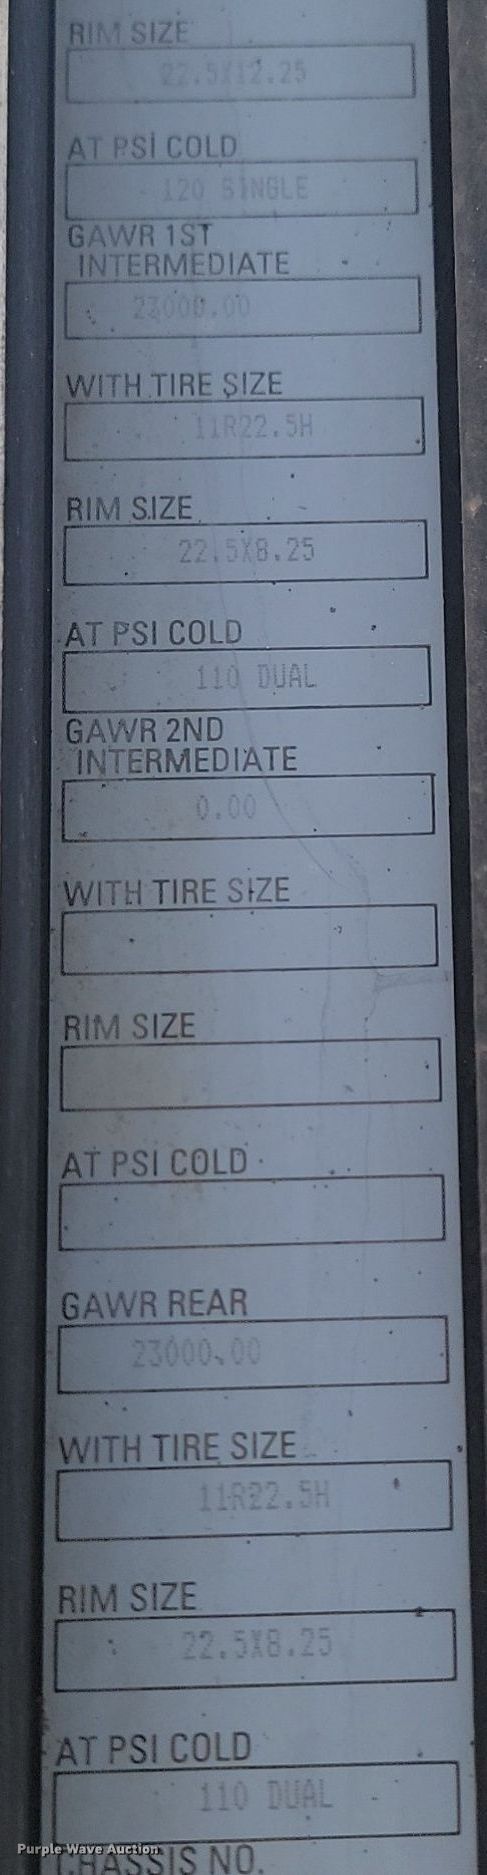 RIM SIZE
22.5X12.25
AT PSI COLD
120 SINGLE
GAWR 1ST
INTERMEDIATE
23000.00
WITH TIRE SIZE
11R22.5H
RIM SIZE
22.5X8.25
AT PSI COLD
110 DUAL
GAWR 2ND
INTERMEDIATE
0.00
WITH TIRE SIZE
RIM SIZE
AT PSI COLD
GAWR REAR
23000.00
WITH TIRE SIZE
11R22.5H
RIM SIZE
22.5X8.25
AT PSI COLD
110 DUAL
Purple Wave Auction
CHASSIS NO.